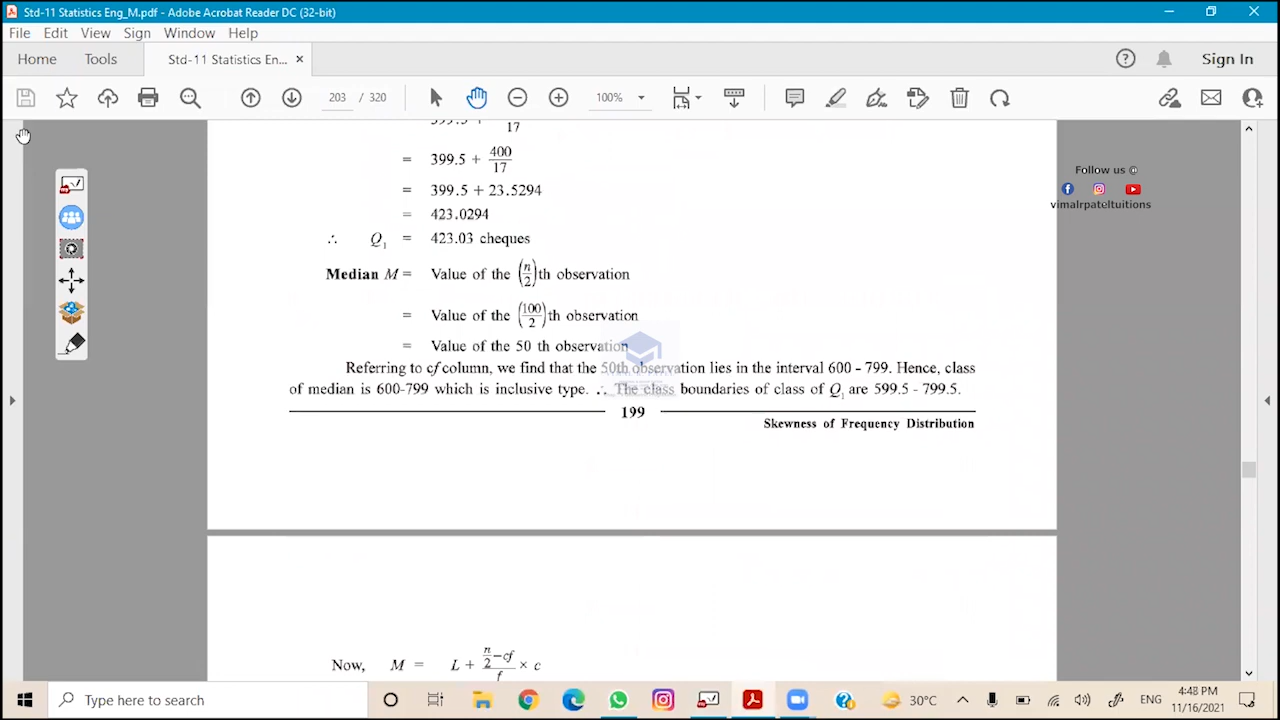 Std-11 Statistics Eng_M.pdf - Adobe Acrobat Reader DC (32-bit)
File Edit View Sign Window Help
Home Tools Std-11 Statistics En... × Sign In
203 / 320 100%
17
= 399.5 + 400/17
= 399.5 + 23.5294
= 423.0294
∴ Q₁ = 423.03 cheques
Median M = Value of the (n/2)th observation
= Value of the (100/2)th observation
= Value of the 50 th observation
Referring to cf column, we find that the 50th observation lies in the interval 600 - 799. Hence, class
of median is 600-799 which is inclusive type. ∴ The class boundaries of class of Q₁ are 599.5 - 799.5.
199
Skewness of Frequency Distribution
Now, M = L + (n/2 − cf)/f × c
Follow us @
vimalrpateltuitions
Type here to search
30°C
ENG
4:48 PM
11/16/2021